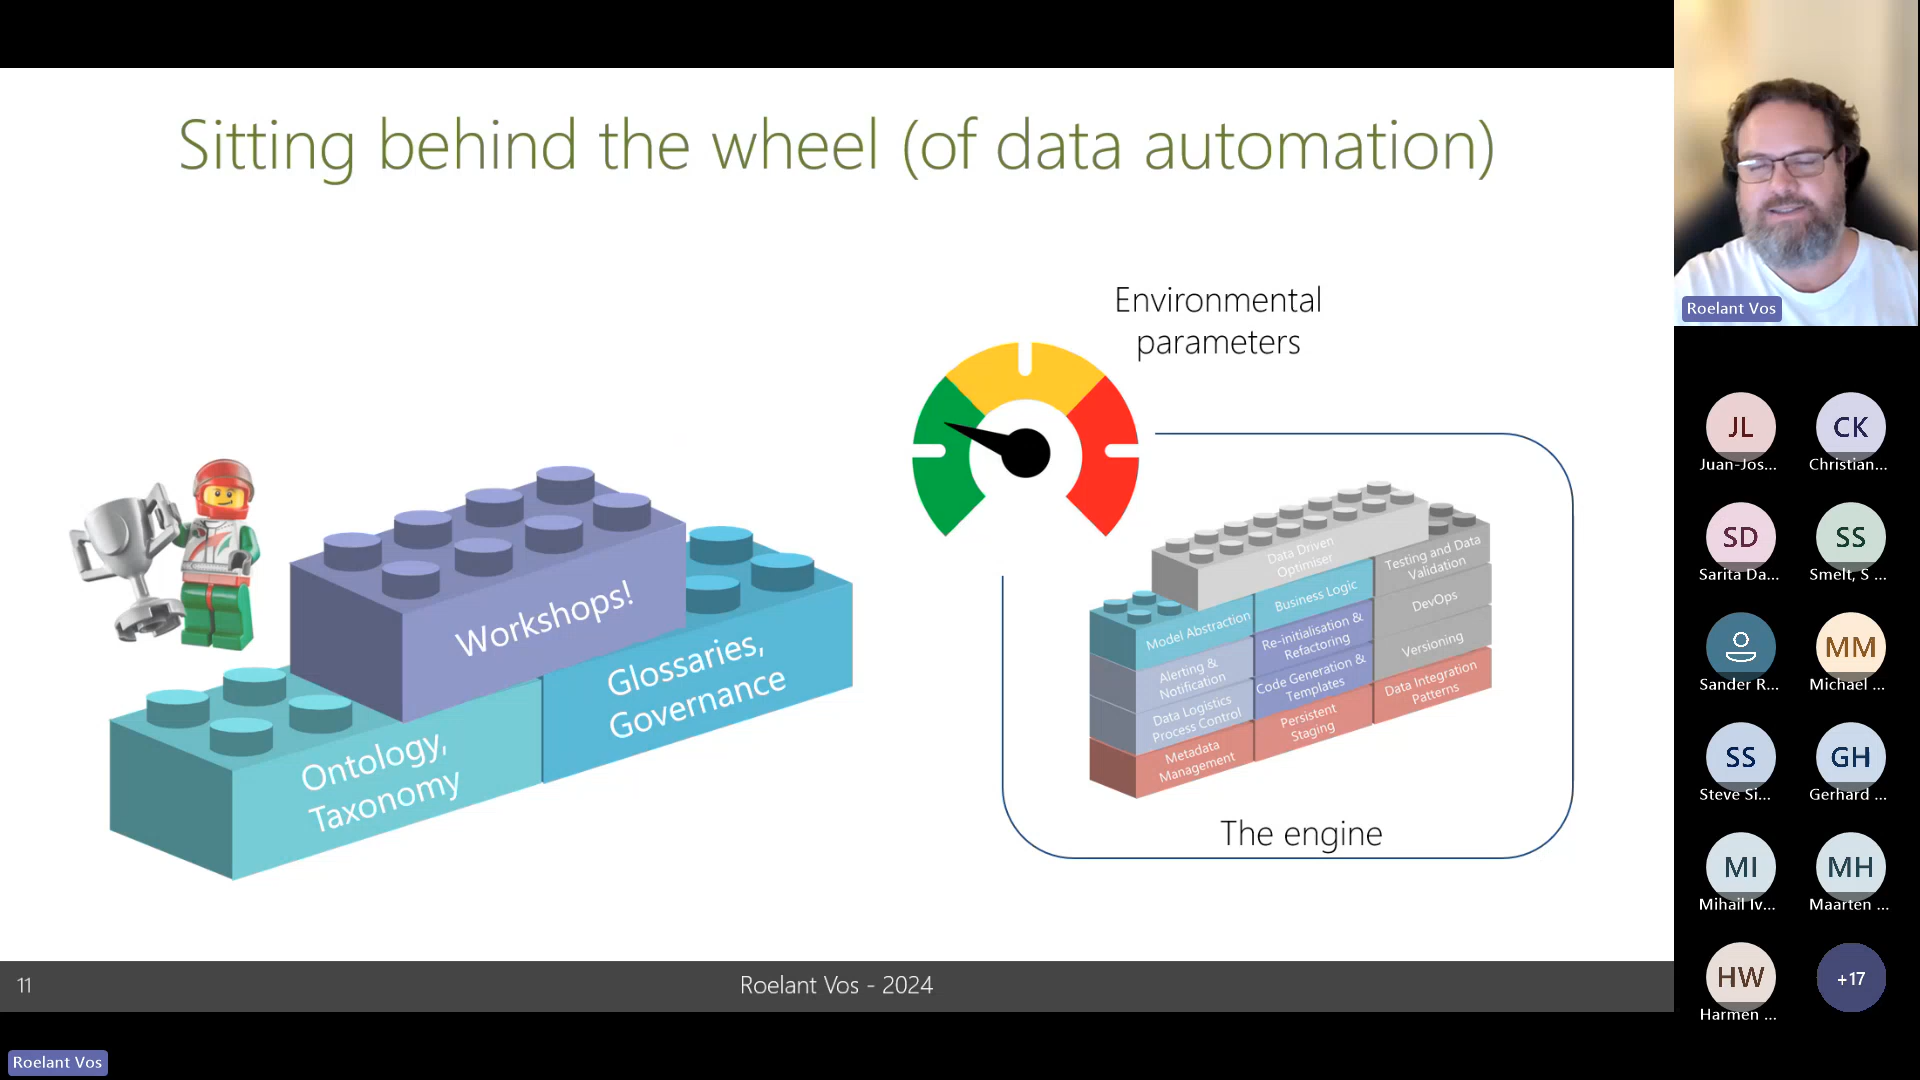 Sitting behind the wheel (of data automation)
Environmental
parameters
Workshops!
Glossaries,
Governance
Ontology,
Taxonomy
Data Driven
Optimiser
Testing and Data
Validation
Business Logic
Model Abstraction
DevOps
Re-initialisation &
Refactoring
Alerting &
Notification
Versioning
Code Generation &
Templates
Data Logistics
Process Control
Data Integration
Patterns
Persistent
Staging
Metadata
Management
The engine
11
Roelant Vos - 2024
Roelant Vos
Roelant Vos
JL
Juan-Jos...
CK
Christian...
SD
Sarita Da...
SS
Smelt, S ...
Sander R...
MM
Michael ...
SS
Steve Si...
GH
Gerhard ...
MI
Mihail Iv...
MH
Maarten ...
HW
Harmen ...
+17